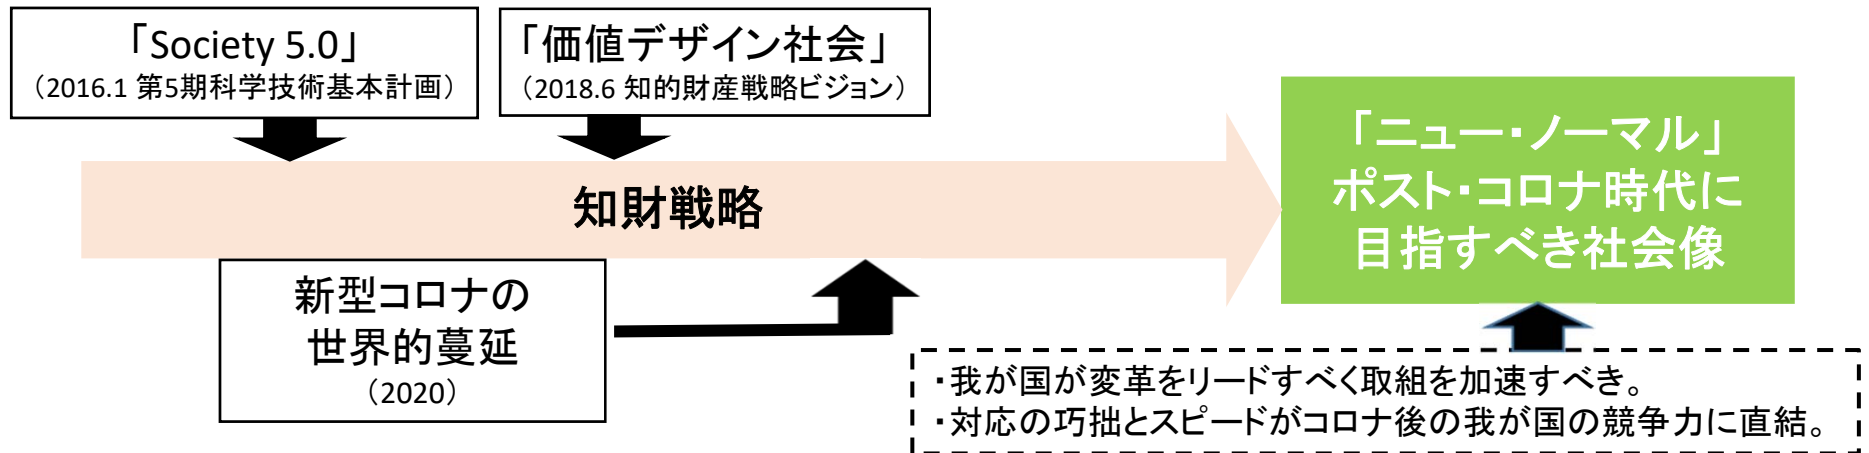 「Society 5.0」
（2016.1 第5期科学技術基本計画）
「価値デザイン社会」
（2018.6 知的財産戦略ビジョン）
知財戦略
「ニュー・ノーマル」
ポスト・コロナ時代に
目指すべき社会像
新型コロナの
世界的蔓延
（2020）
・我が国が変革をリードすべく取組を加速すべき。
・対応の巧拙とスピードがコロナ後の我が国の競争力に直結。